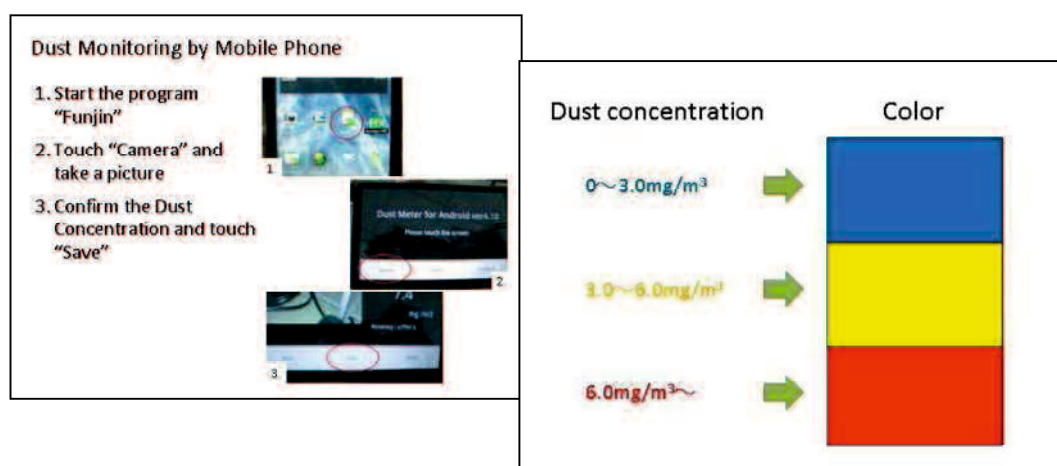 Dust Monitoring by Mobile Phone
1. Start the program
"Funjin"
2. Touch "Camera" and
take a picture
3. Confirm the Dust
Concentration and touch
"Save"
1.
Dust Meter for Android
Please touch the screen
2.
7.4
mg/m3
3.
Dust concentration
Color
0～3.0mg/m³
3.0～6.0mg/m³
6.0mg/m³～